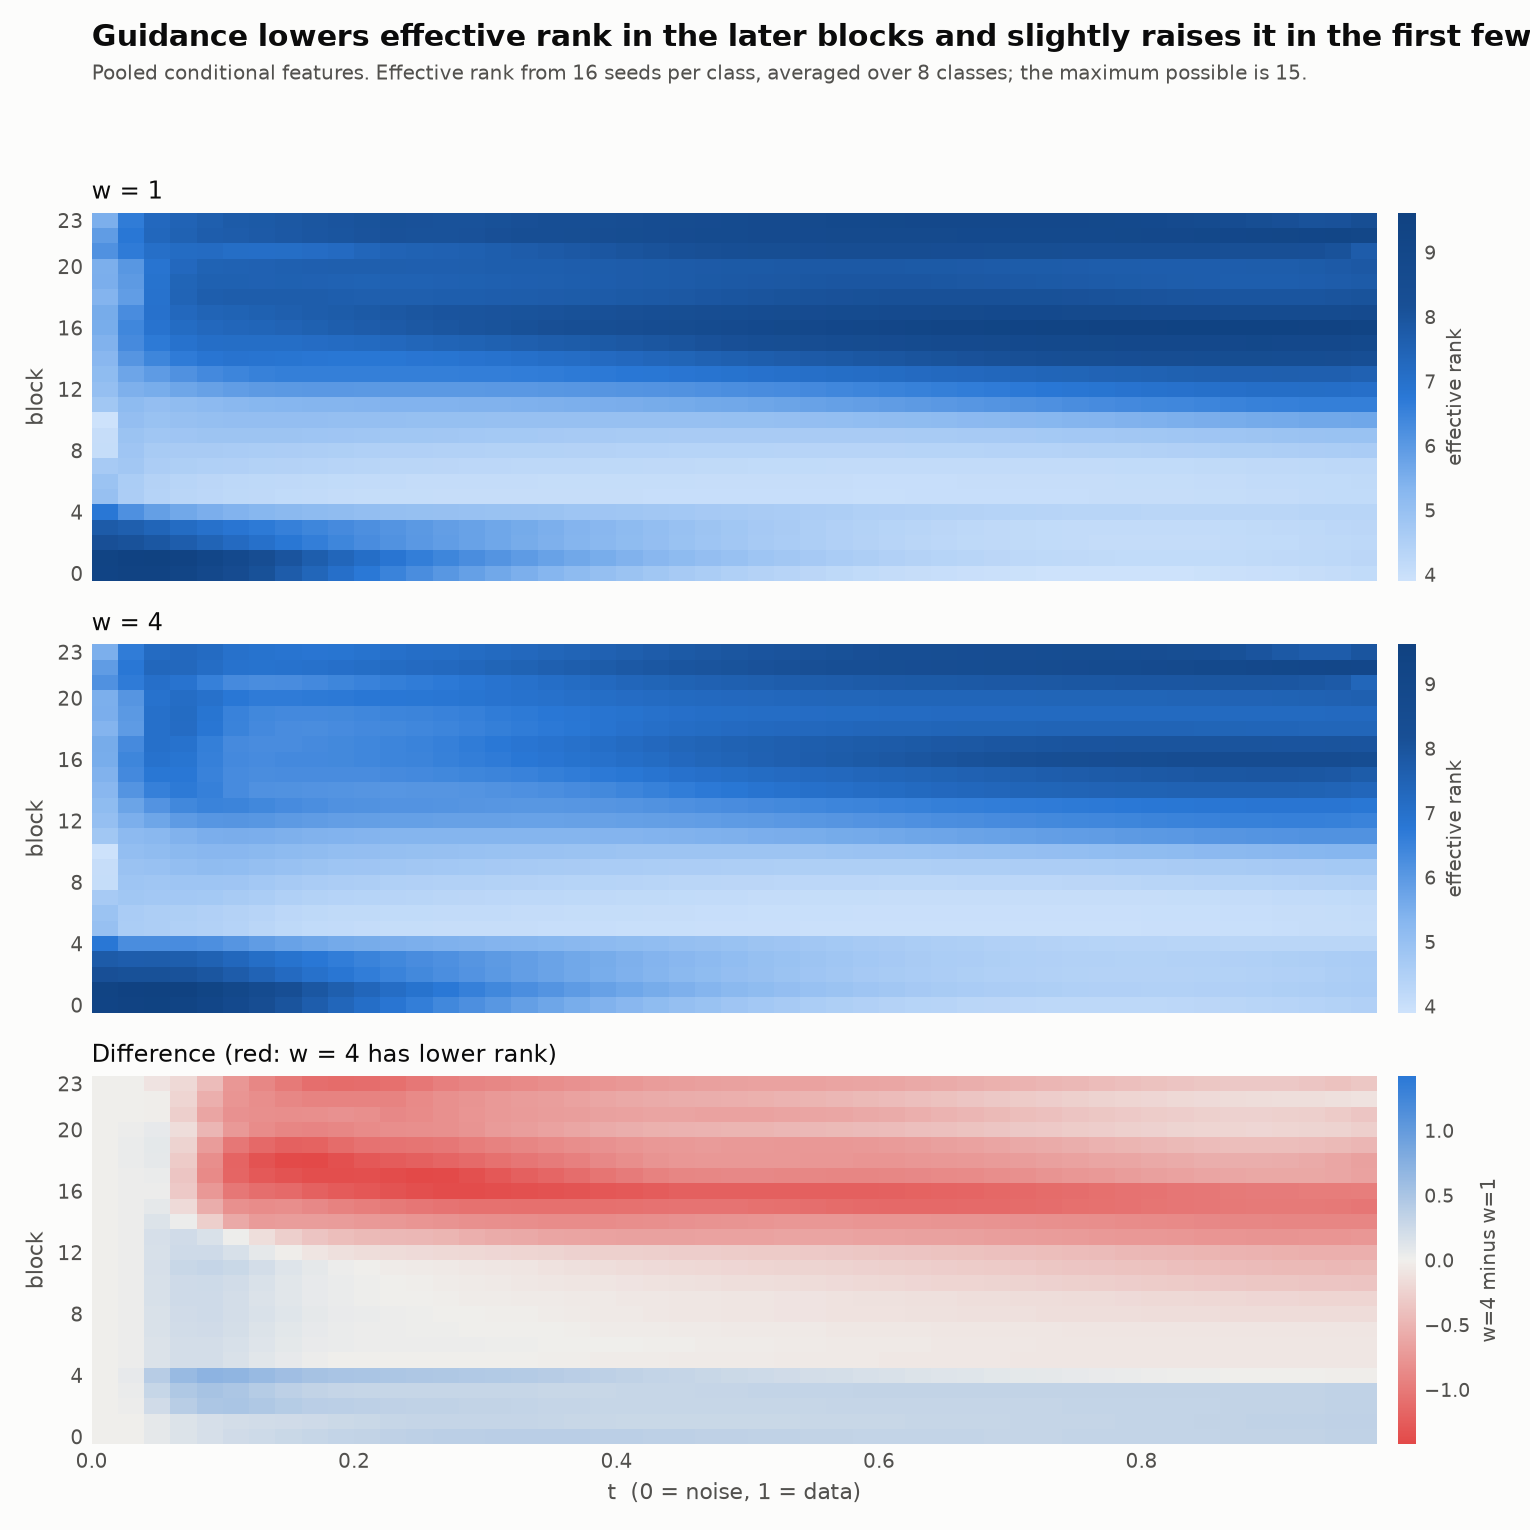 Guidance lowers effective rank in the later blocks and slightly raises it in the first few
Pooled conditional features. Effective rank from 16 seeds per class, averaged over 8 classes; the maximum possible is 15.
w = 1
23
20
16
12
8
4
0
block
9
8
7
6
5
4
effective rank
w = 4
23
20
16
12
8
4
0
block
9
8
7
6
5
4
effective rank
Difference (red: w = 4 has lower rank)
23
20
16
12
8
4
0
block
1.0
0.5
0.0
−0.5
−1.0
w=4 minus w=1
0.0 0.2 0.4 0.6 0.8
t (0 = noise, 1 = data)